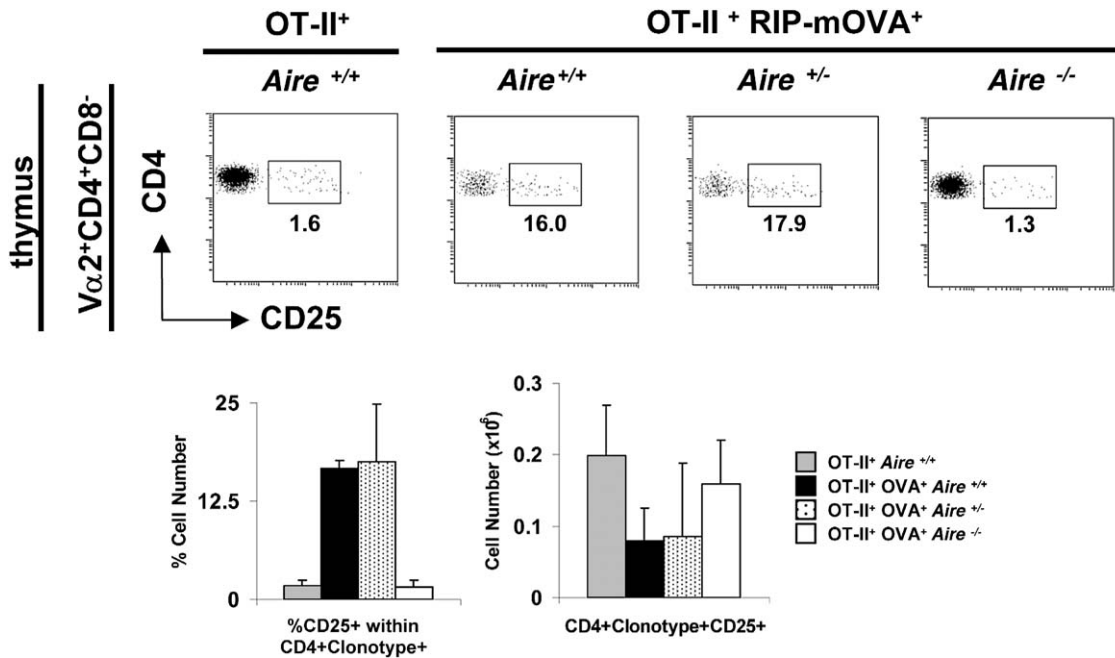 OT-II⁺
OT-II ⁺ RIP-mOVA⁺
Aire ⁺/⁺
Aire⁺/⁺
Aire ⁺/⁻
Aire ⁻/⁻
thymus
Vα2⁺CD4⁺CD8⁻
CD4
CD25
1.6
16.0
17.9
1.3
% Cell Number
25
12.5
0
%CD25+ within
CD4+Clonotype+
Cell Number (x10⁶)
0.3
0.2
0.1
0
CD4+Clonotype+CD25+
OT-II⁺ Aire ⁺/⁺
OT-II⁺ OVA⁺ Aire ⁺/⁺
OT-II⁺ OVA⁺ Aire ⁺/⁻
OT-II⁺ OVA⁺ Aire ⁻/⁻